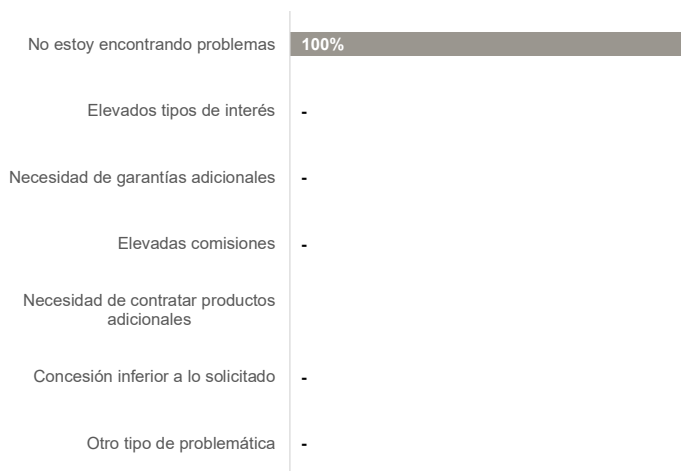 No estoy encontrando problemas 100%
Elevados tipos de interés -
Necesidad de garantías adicionales -
Elevadas comisiones -
Necesidad de contratar productos
adicionales
Concesión inferior a lo solicitado -
Otro tipo de problemática -